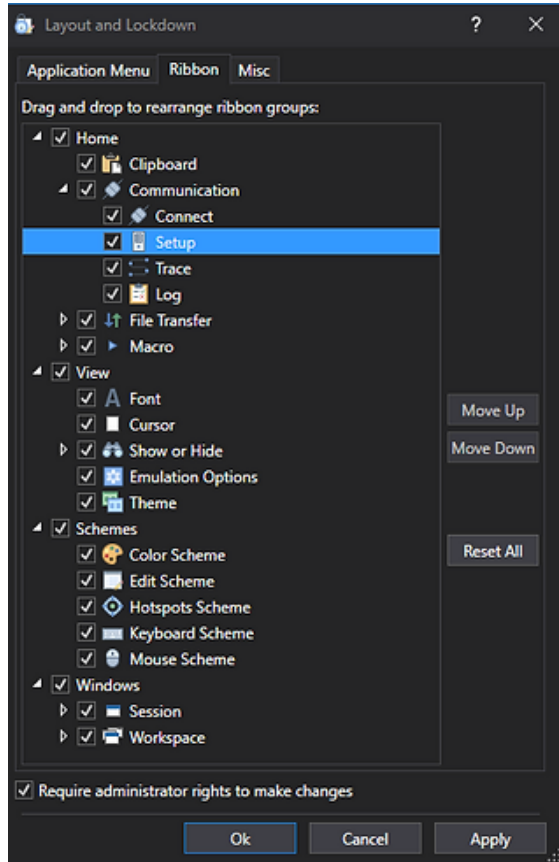 Layout and Lockdown
Application Menu Ribbon Misc
Drag and drop to rearrange ribbon groups:
Home
Clipboard
Communication
Connect
Setup
Trace
Log
File Transfer
Macro
View
Font
Cursor
Show or Hide
Emulation Options
Theme
Schemes
Color Scheme
Edit Scheme
Hotspots Scheme
Keyboard Scheme
Mouse Scheme
Windows
Session
Workspace
Move Up
Move Down
Reset All
Require administrator rights to make changes
Ok Cancel Apply